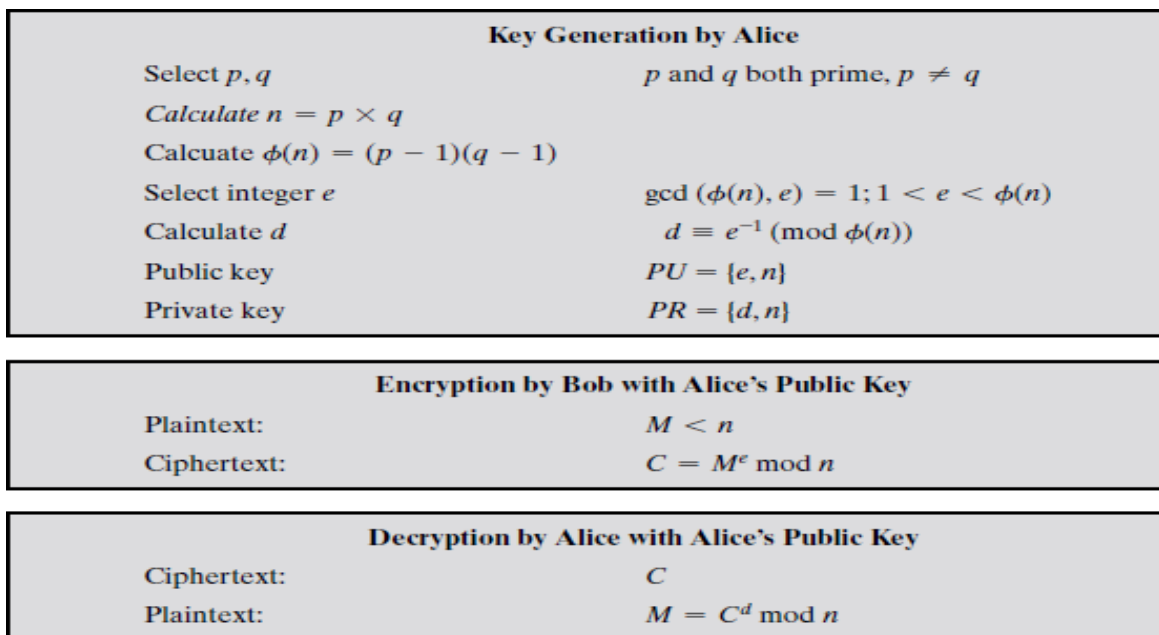 Key Generation by Alice
Select p, q p and q both prime, p ≠ q
Calculate n = p × q
Calcuate ϕ(n) = (p − 1)(q − 1)
Select integer e gcd (ϕ(n), e) = 1; 1 < e < ϕ(n)
Calculate d d ≡ e⁻¹ (mod ϕ(n))
Public key PU = {e, n}
Private key PR = {d, n}
Encryption by Bob with Alice’s Public Key
Plaintext: M < n
Ciphertext: C = Mᵉ mod n
Decryption by Alice with Alice’s Public Key
Ciphertext: C
Plaintext: M = Cᵈ mod n